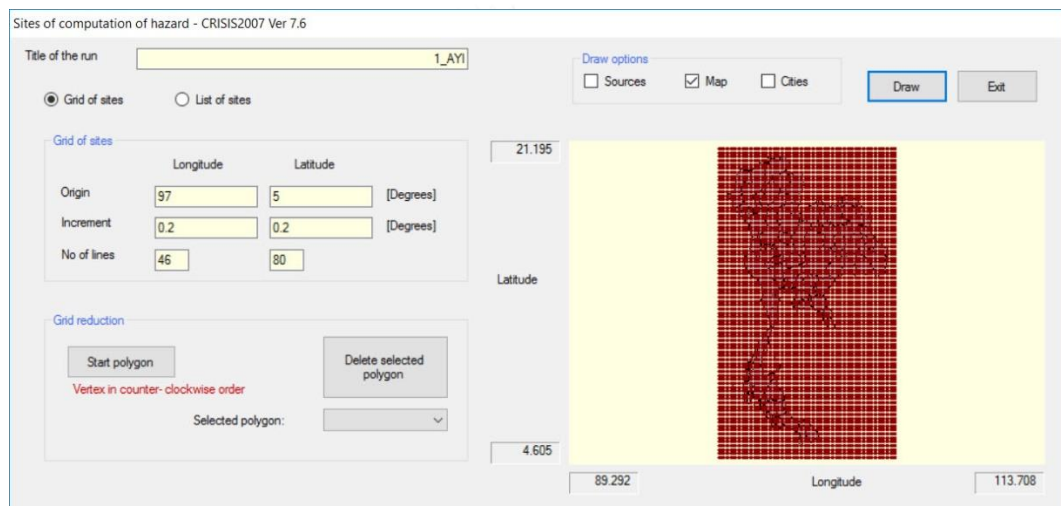 Sites of computation of hazard - CRISIS2007 Ver 7.6
Title of the run
1_AYI
Draw options
Sources
Map
Cities
Draw
Exit
Grid of sites
List of sites
Grid of sites
Longitude
Latitude
Origin
97
5
[Degrees]
Increment
0.2
0.2
[Degrees]
No of lines
46
80
Grid reduction
Start polygon
Vertex in counter- clockwise order
Delete selected
polygon
Selected polygon:
21.195
Latitude
4.605
89.292
Longitude
113.708